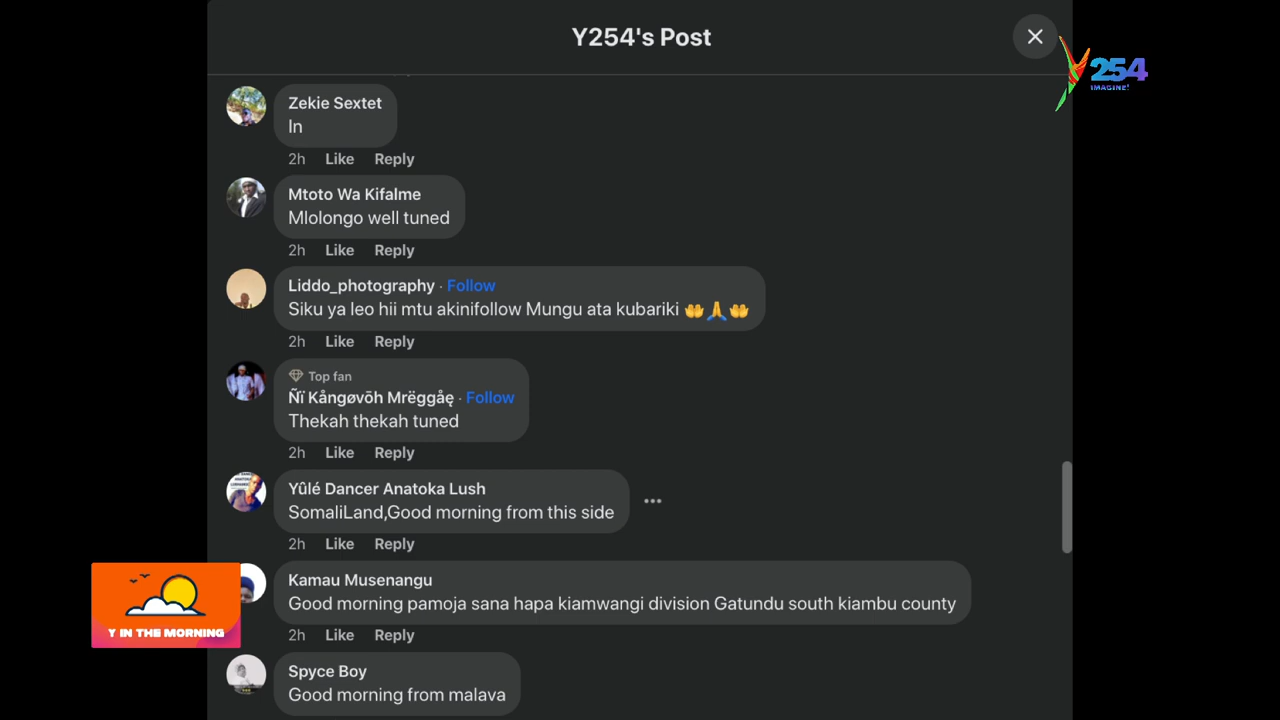 Y254's Post
Y254
IMAGINE!
Zekie Sextet
In
2h Like Reply
Mtoto Wa Kifalme
Mlolongo well tuned
2h Like Reply
Liddo_photography · Follow
Siku ya leo hii mtu akinifollow Mungu ata kubariki 🤲🙏🤲
2h Like Reply
Top fan
Ñï Kångøvōh Mrëggåę · Follow
Thekah thekah tuned
2h Like Reply
Yûlé Dancer Anatoka Lush
SomaliLand,Good morning from this side
2h Like Reply
Kamau Musenangu
Good morning pamoja sana hapa kiamwangi division Gatundu south kiambu county
2h Like Reply
Y IN THE MORNING
Spyce Boy
Good morning from malava